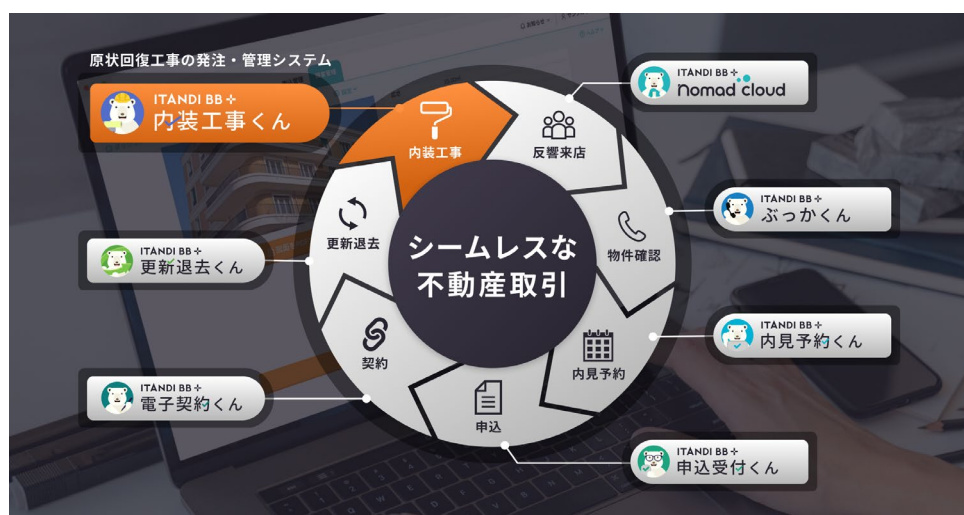 原状回復工事の発注・管理システム
ITANDI BB +
内装工事くん
内装工事
反響来店
ITANDI BB +
nomad cloud
物件確認
ITANDI BB +
ぶっかくん
内見予約
ITANDI BB +
内見予約くん
申込
ITANDI BB +
申込受付くん
契約
ITANDI BB +
電子契約くん
更新退去
ITANDI BB +
更新退去くん
シームレスな
不動産取引